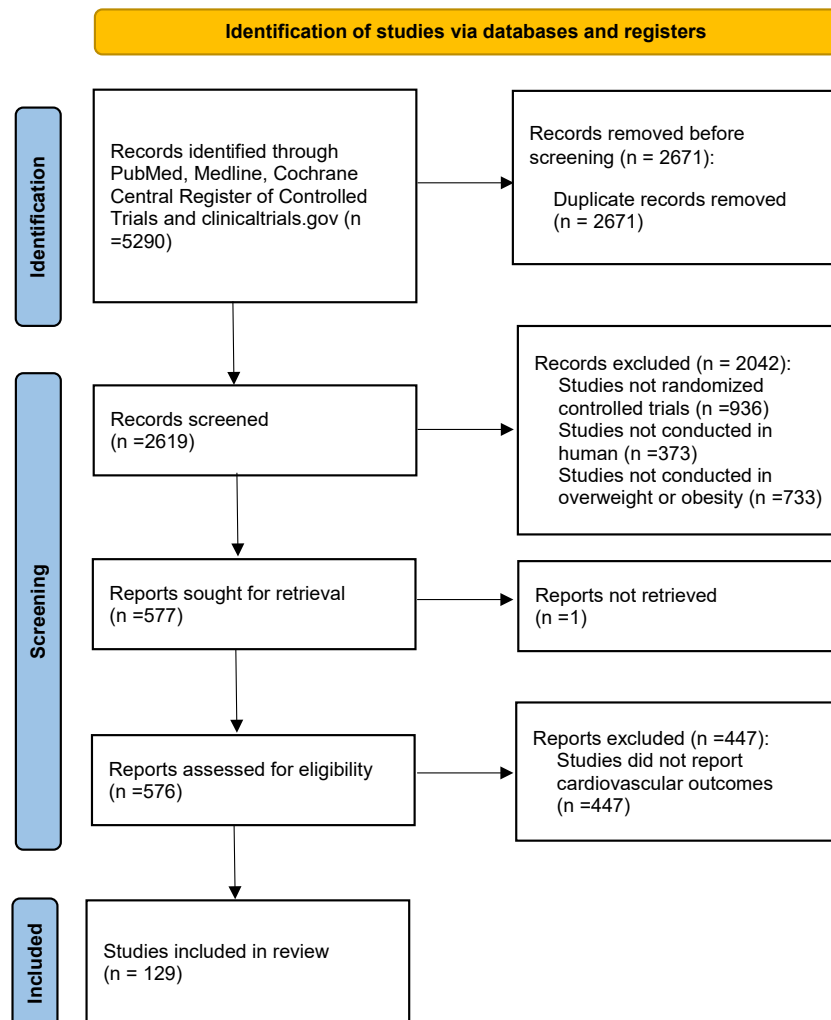 Identification of studies via databases and registers
Identification
Records identified through
PubMed, Medline, Cochrane
Central Register of Controlled
Trials and clinicaltrials.gov (n
=5290)
Records removed before
screening (n = 2671):
Duplicate records removed
(n = 2671)
Screening
Records screened
(n =2619)
Records excluded (n = 2042):
Studies not randomized
controlled trials (n =936)
Studies not conducted in
human (n =373)
Studies not conducted in
overweight or obesity (n =733)
Reports sought for retrieval
(n =577)
Reports not retrieved
(n =1)
Reports assessed for eligibility
(n =576)
Reports excluded (n =447):
Studies did not report
cardiovascular outcomes
(n =447)
Included
Studies included in review
(n = 129)